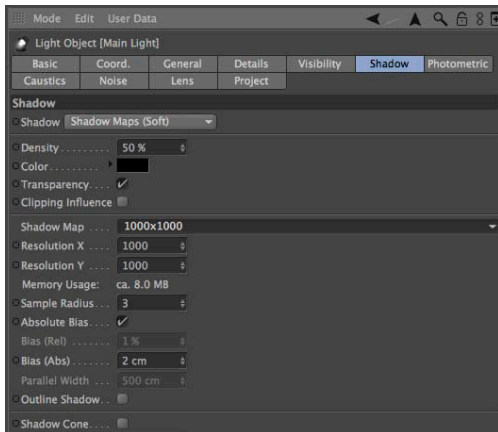 Mode Edit User Data
Light Object [Main Light]
Basic Coord. General Details Visibility Shadow Photometric
Caustics Noise Lens Project
Shadow
Shadow Shadow Maps (Soft)
Density......... 50 %
Color.........
Transparency....
Clipping Influence
Shadow Map .... 1000x1000
Resolution X ... 1000
Resolution Y ... 1000
Memory Usage: ca. 8.0 MB
Sample Radius... 3
Absolute Bias....
Bias (Rel) ...... 1 %
Bias (Abs)...... 2 cm
Parallel Width ... 500 cm
Outline Shadow..
Shadow Cone....